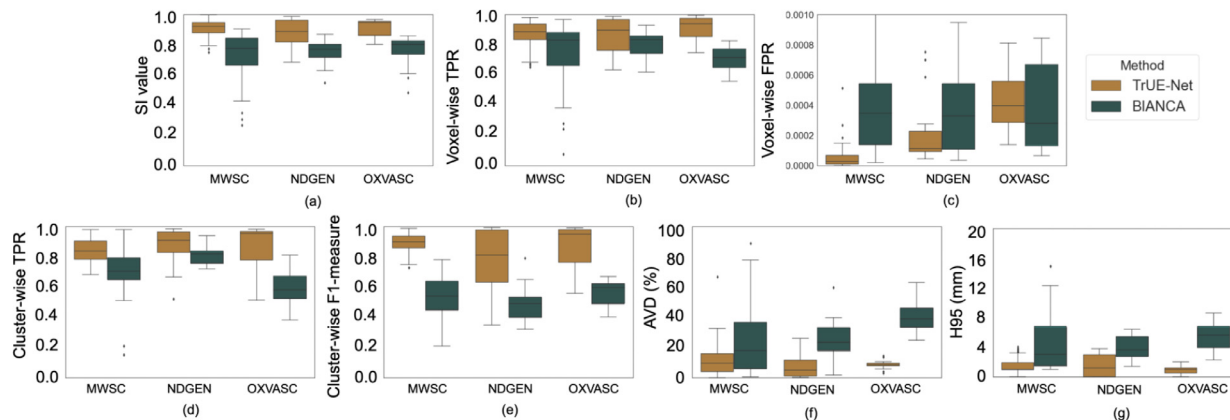 SI value
1.0
0.8
0.6
0.4
0.2
0.0
MWSC NDGEN OXVASC
(a)
Voxel-wise TPR
1.0
0.8
0.6
0.4
0.2
0.0
MWSC NDGEN OXVASC
(b)
Voxel-wise FPR
0.0010
0.0008
0.0006
0.0004
0.0002
0.0000
MWSC NDGEN OXVASC
(c)
Method
TrUE-Net
BIANCA
Cluster-wise TPR
1.0
0.8
0.6
0.4
0.2
0.0
MWSC NDGEN OXVASC
(d)
Cluster-wise F1-measure
1.0
0.8
0.6
0.4
0.2
0.0
MWSC NDGEN OXVASC
(e)
AVD (%)
100
80
60
40
20
0
MWSC NDGEN OXVASC
(f)
H95 (mm)
20
16
12
8
4
0
MWSC NDGEN OXVASC
(g)